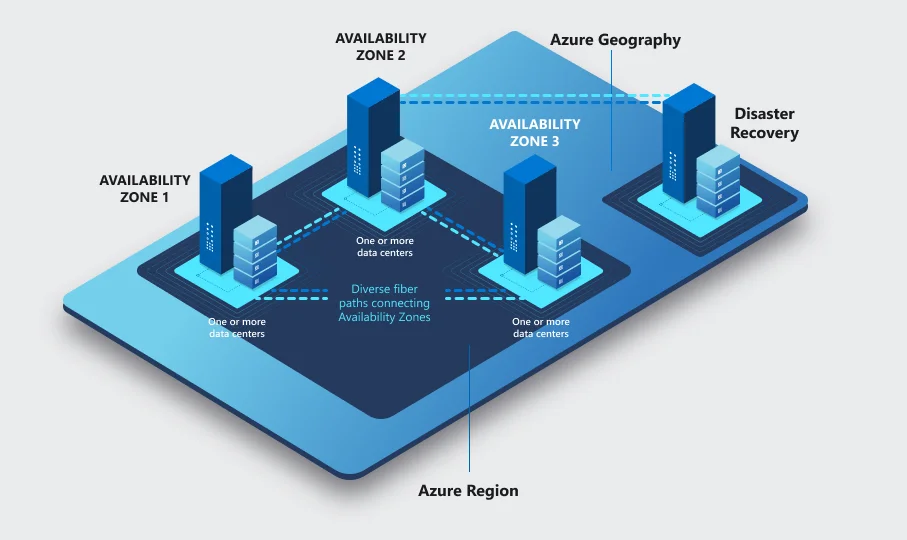 AVAILABILITY
ZONE 2
Azure Geography
Disaster
Recovery
AVAILABILITY
ZONE 3
AVAILABILITY
ZONE 1
One or more
data centers
Diverse fiber
paths connecting
Availability Zones
One or more
data centers
One or more
data centers
Azure Region